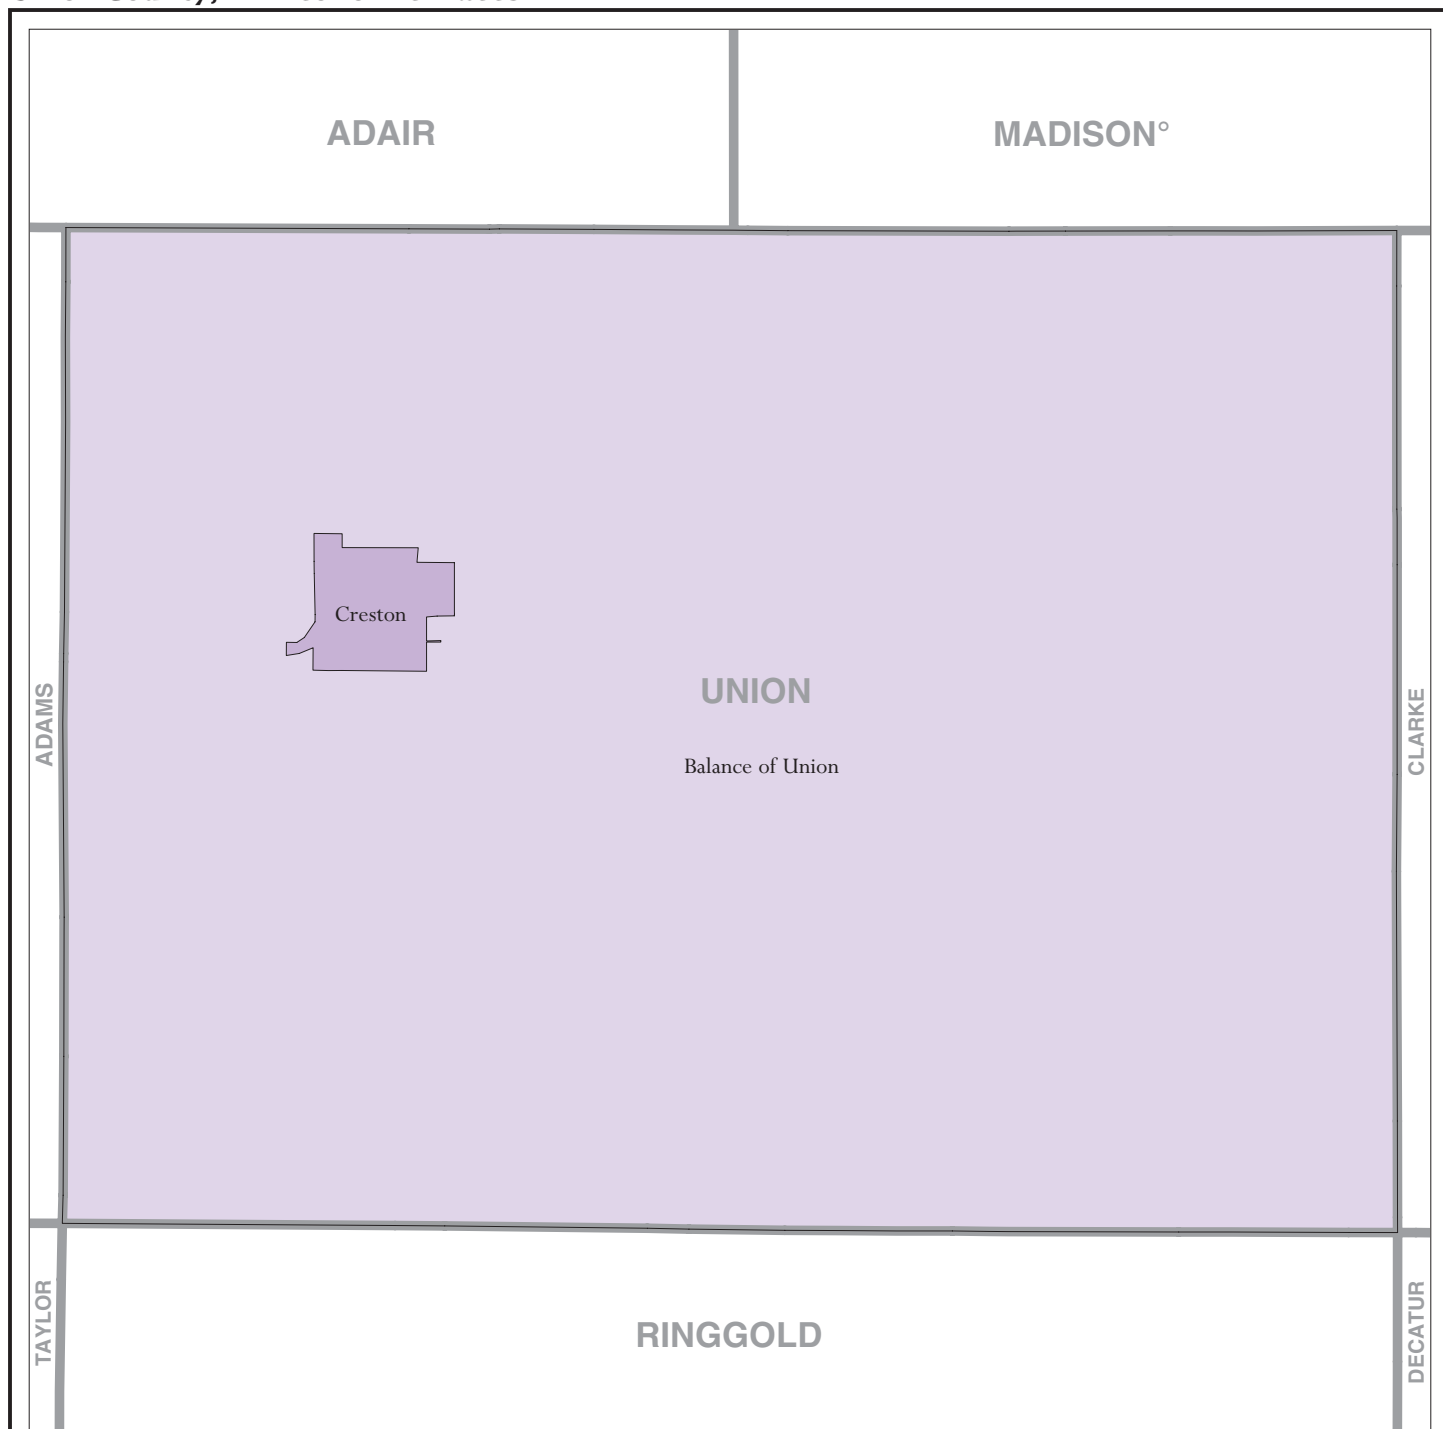 ADAIR
MADISON°
Creston
UNION
ADAMS
CLARKE
Balance of Union
TAYLOR
RINGGOLD
DECATUR